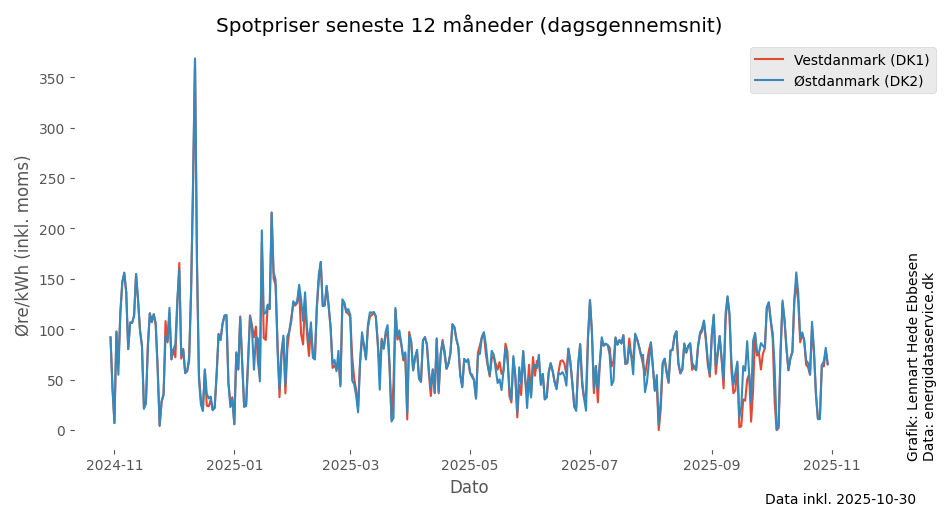 Spotpriser seneste 12 måneder (dagsgennemsnit)
Vestdanmark (DK1)
Østdanmark (DK2)
Øre/kWh (inkl. moms)
350
300
250
200
150
100
50
0
2024-11
2025-01
2025-03
2025-05
2025-07
2025-09
2025-11
Dato
Grafik: Lennart Hede Ebbesen
Data: energidataservice.dk
Data inkl. 2025-10-30